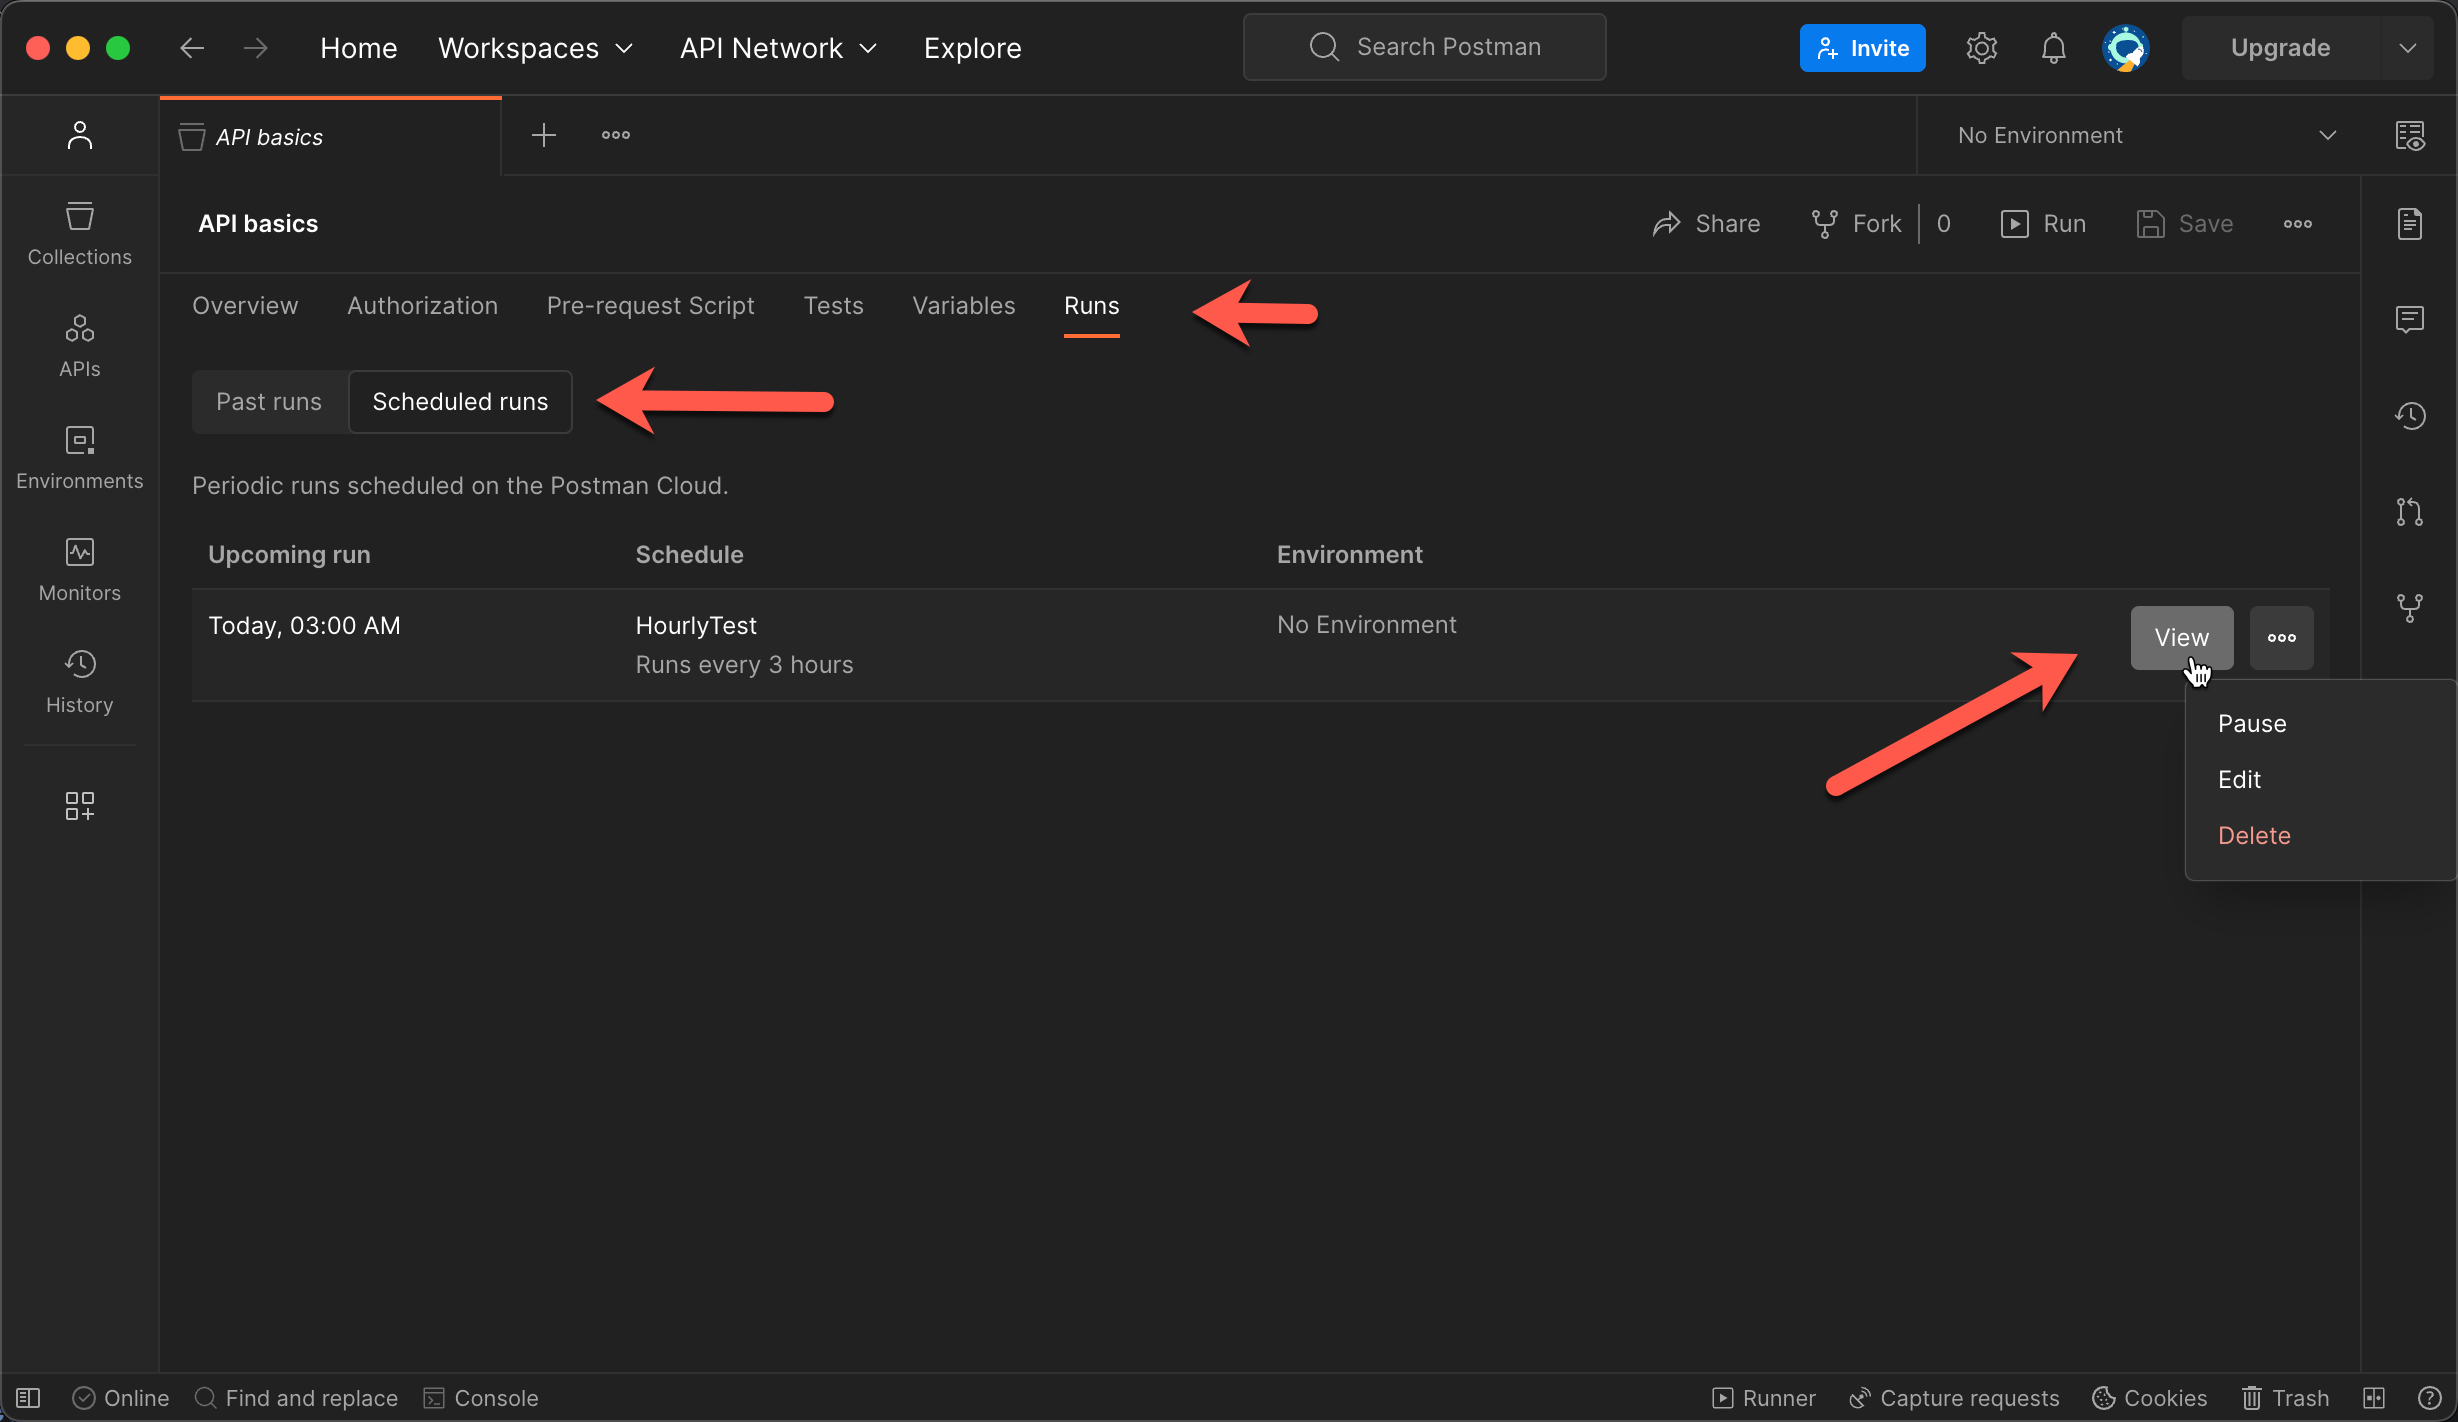 Home Workspaces API Network Explore Search Postman Invite Upgrade
API basics No Environment
API basics Share Fork 0 Run Save
Collections
Overview Authorization Pre-request Script Tests Variables Runs
APIs
Past runs Scheduled runs
Environments
Periodic runs scheduled on the Postman Cloud.
Upcoming run Schedule Environment
Monitors
Today, 03:00 AM HourlyTest No Environment View
Runs every 3 hours
History
Pause
Edit
Delete
Online Find and replace Console Runner Capture requests Cookies Trash